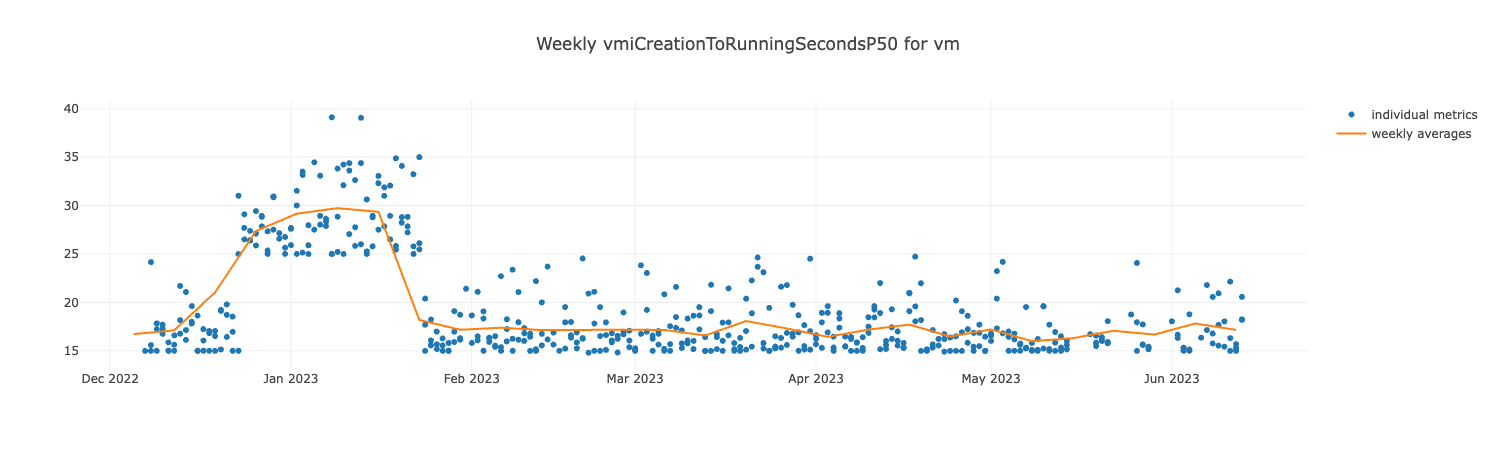 Weekly vmiCreationToRunningSecondsP50 for vm
individual metrics
weekly averages
40
35
30
25
20
15
Dec 2022
Jan 2023
Feb 2023
Mar 2023
Apr 2023
May 2023
Jun 2023